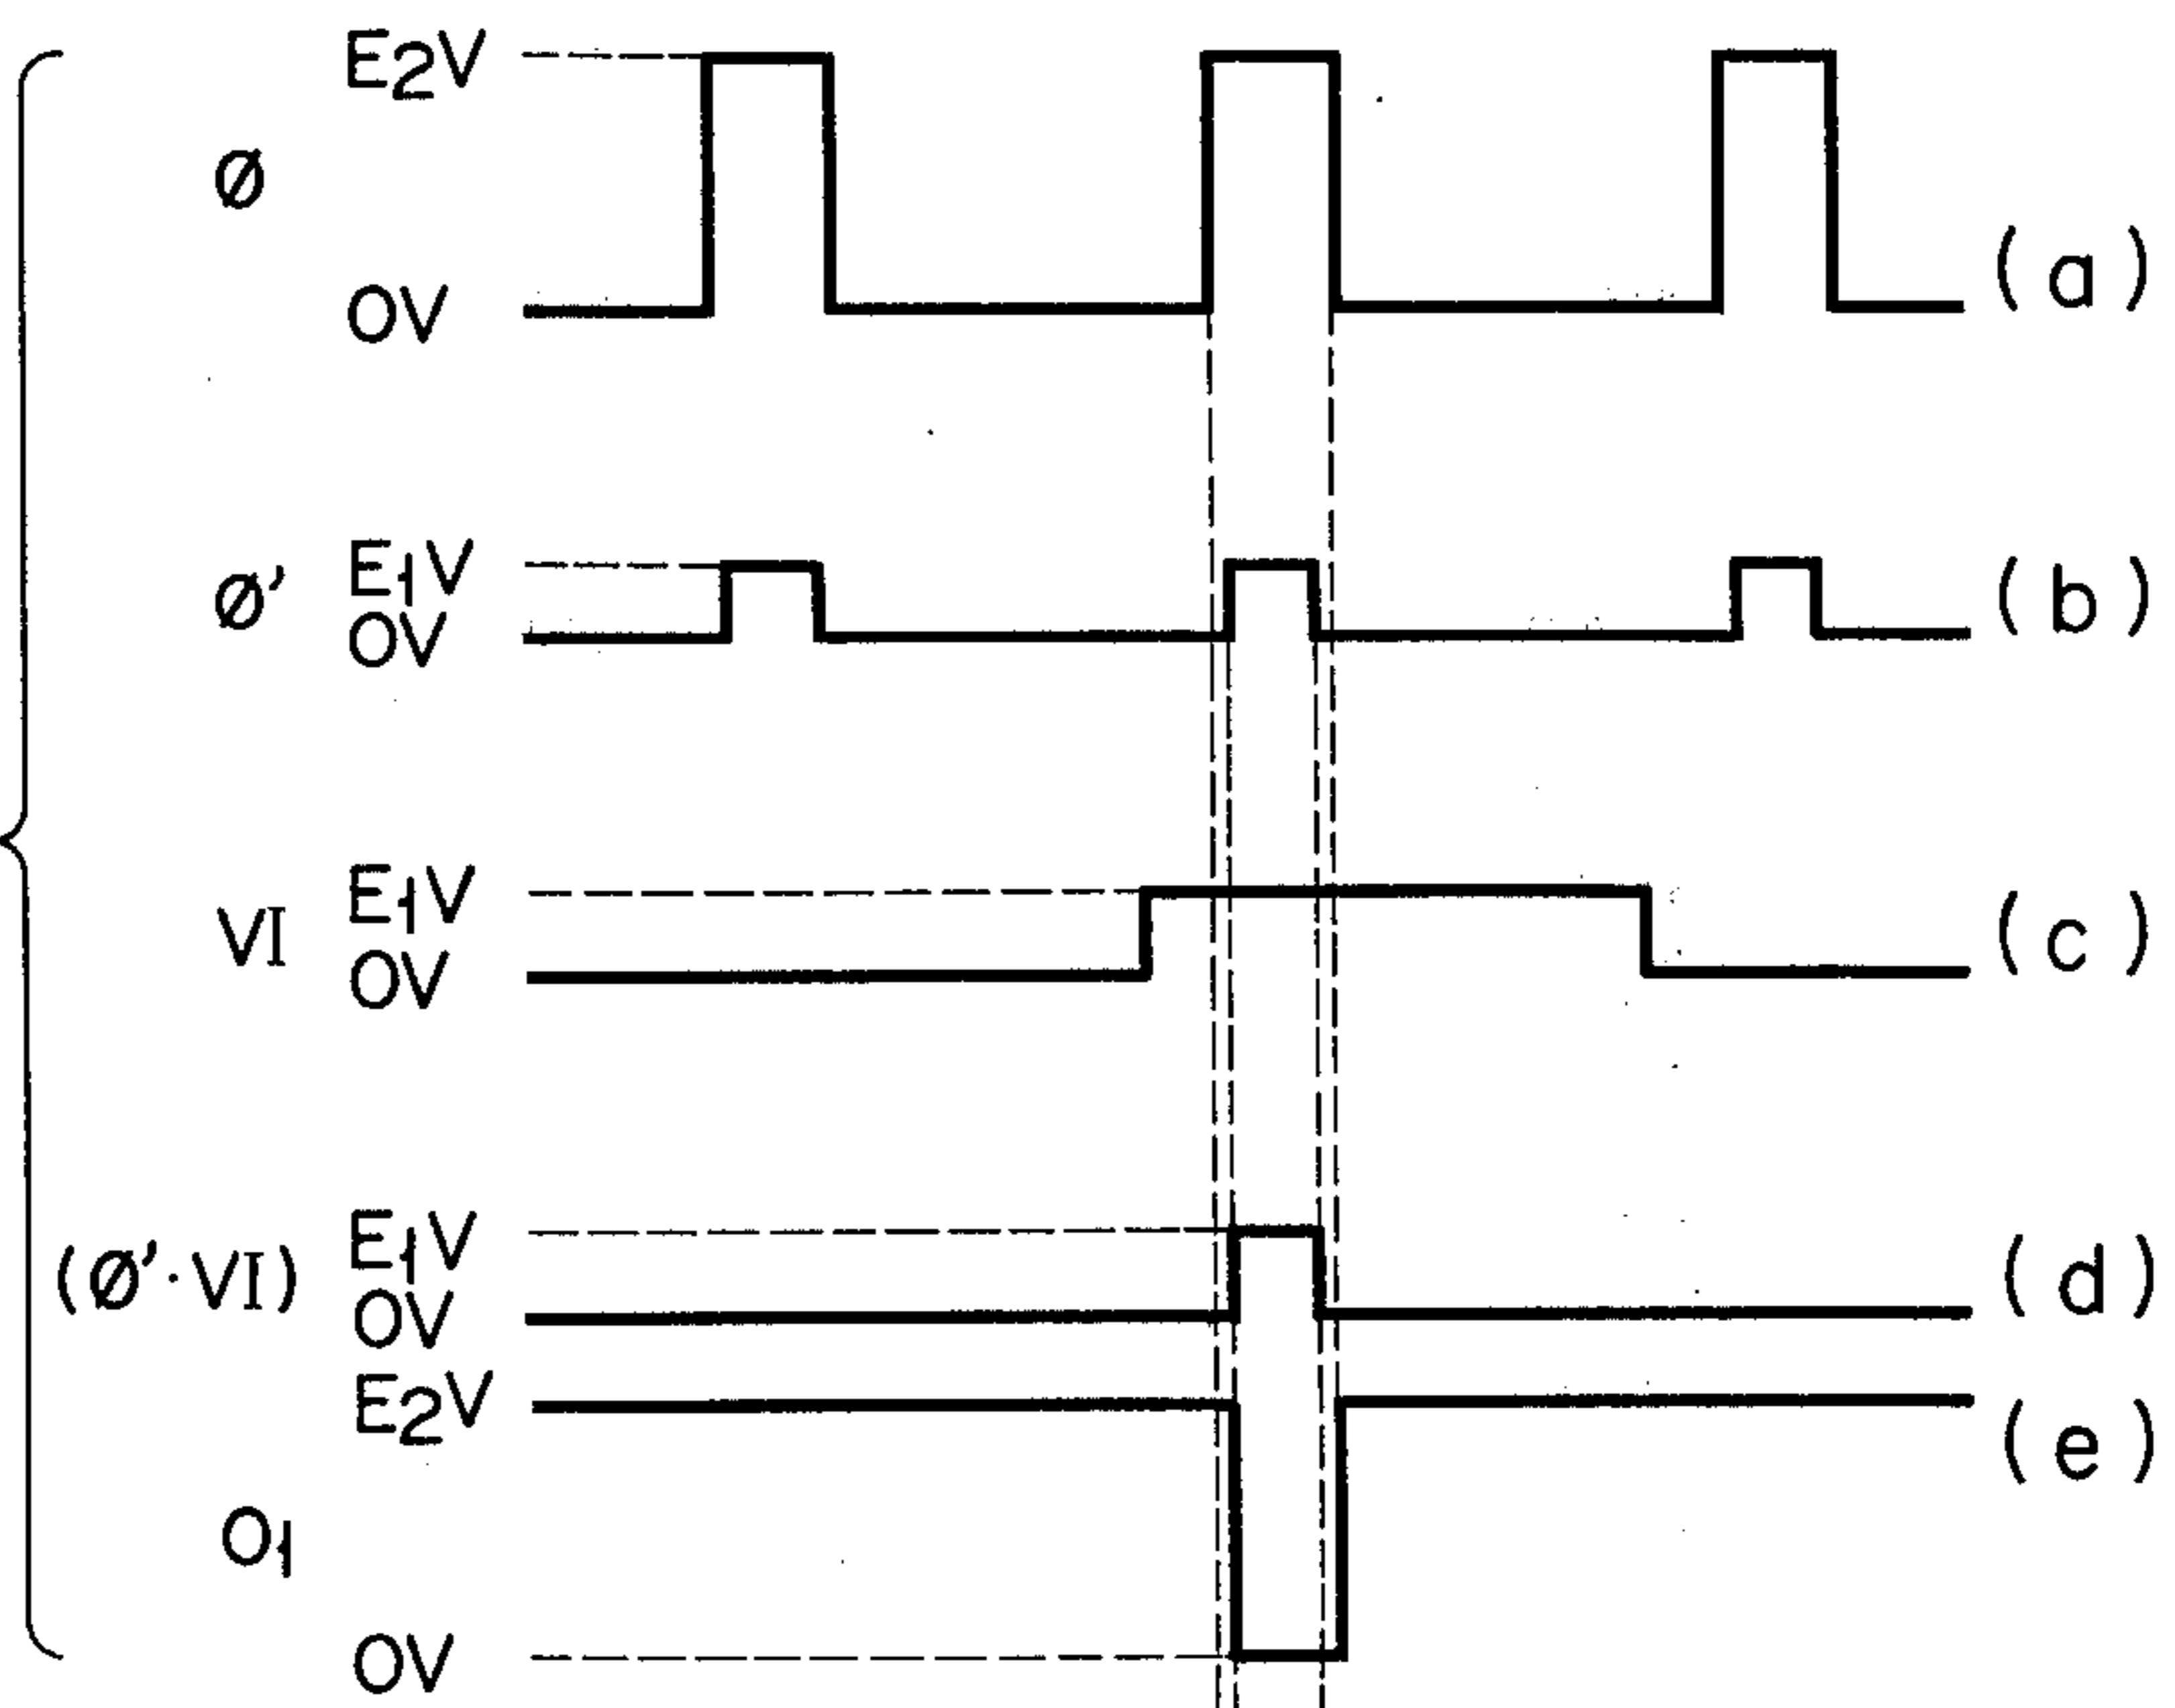 E2V
Ø
OV
(a)
E1V
Ø'
OV
(b)
E1V
VI
OV
(c)
E1V
(Ø'·VI)
OV
(d)
E2V
(e)
O1
OV